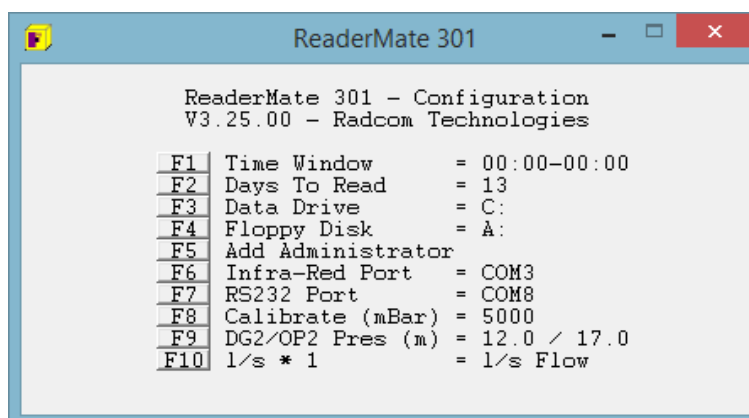 ReaderMate 301
ReaderMate 301 - Configuration
V3.25.00 - Radcom Technologies
F1 Time Window = 00:00-00:00
F2 Days To Read = 13
F3 Data Drive = C:
F4 Floppy Disk = A:
F5 Add Administrator
F6 Infra-Red Port = COM3
F7 RS232 Port = COM8
F8 Calibrate (mBar) = 5000
F9 DG2/OP2 Pres (m) = 12.0 / 17.0
F10 l/s * 1 = l/s Flow